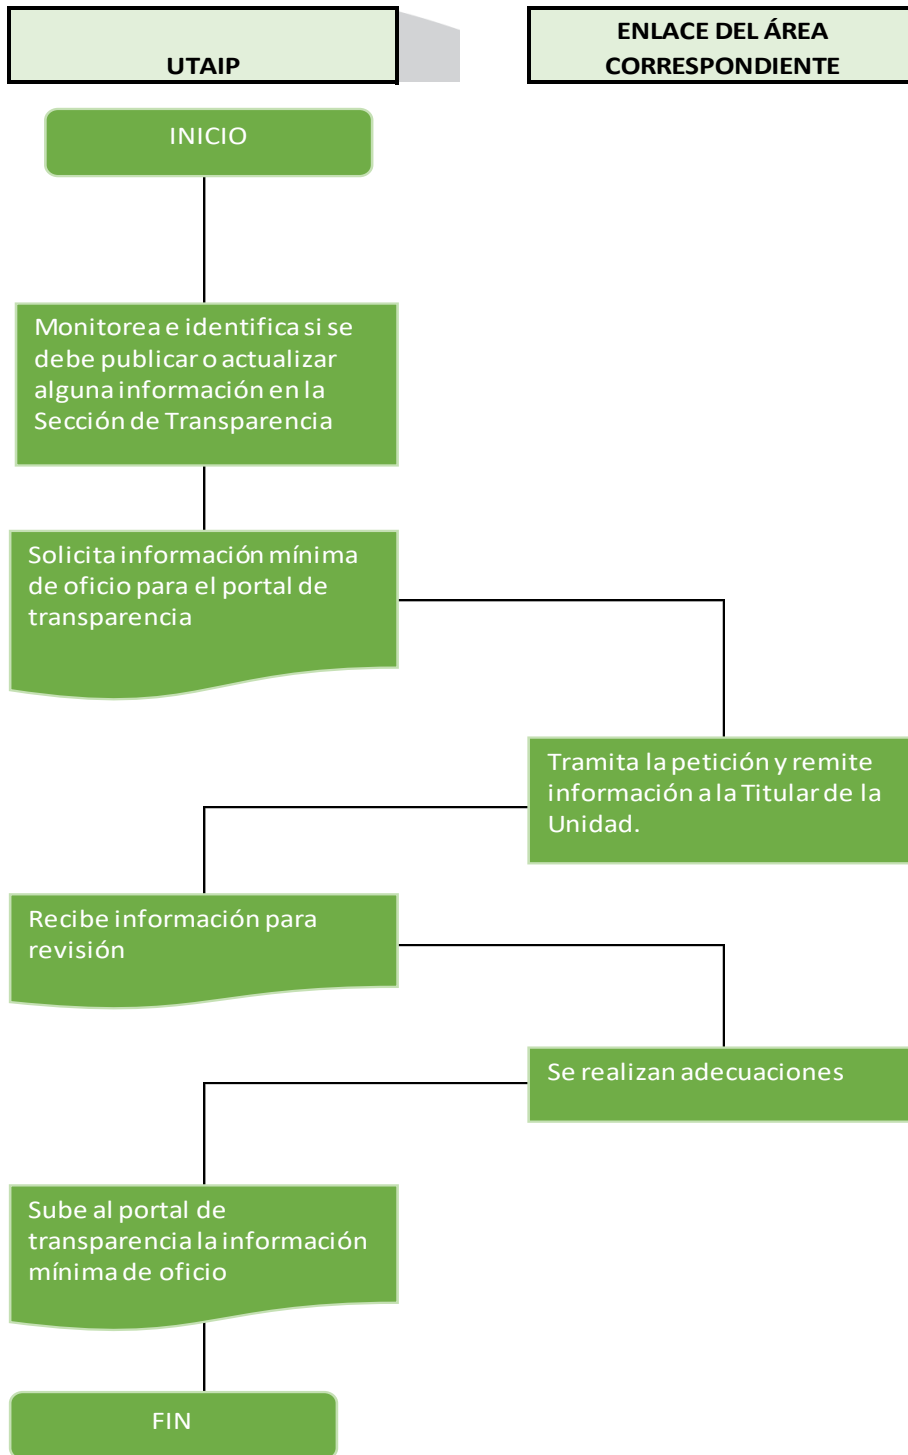 UTAIP
ENLACE DEL ÁREA
CORRESPONDIENTE
INICIO
Monitorea e identifica si se
debe publicar o actualizar
alguna información en la
Sección de Transparencia
Solicita información mínima
de oficio para el portal de
transparencia
Tramita la petición y remite
información a la Titular de la
Unidad.
Recibe información para
revisión
Se realizan adecuaciones
Sube al portal de
transparencia la información
mínima de oficio
FIN